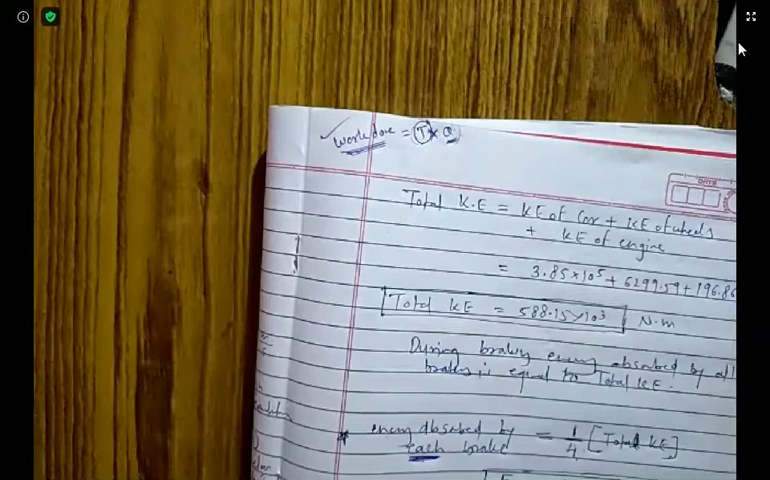 Workdone = T × θ
DATE
Total K.E = KE of Car + KE of wheels
+ KE of engine
= 3.85×10⁵ + 6299.59 + 196.86
Total KE = 588.15×10³ N.m
During braking energy absorbed by all
brakes is equal to Total KE.
* energy absorbed by
each brake = 1/4 [Total KE]